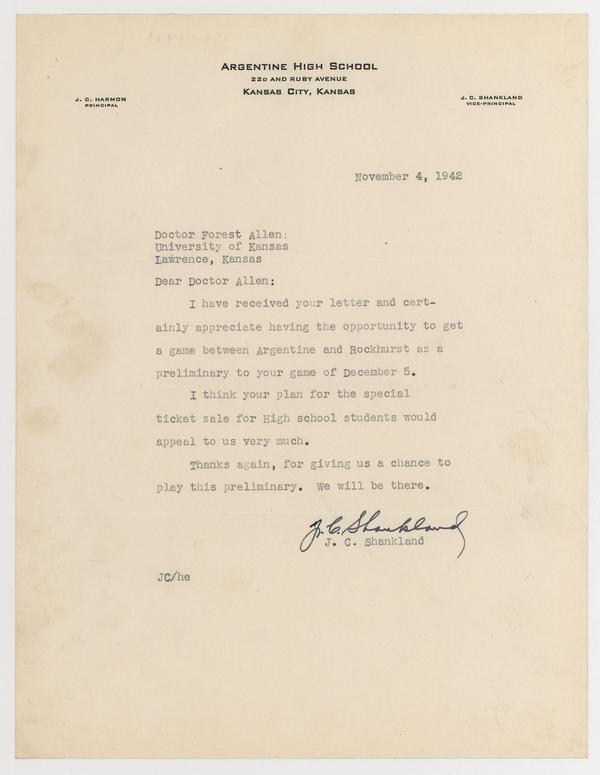 ARGENTINE HIGH SCHOOL
22D AND RUBY AVENUE
KANSAS CITY, KANSAS
J. C. HARMON
PRINCIPAL
J. C. SHANKLAND
VICE-PRINCIPAL
November 4, 1942
Doctor Forest Allen:
University of Kansas
Lawrence, Kansas
Dear Doctor Allen:
I have received your letter and cert-
ainly appreciate having the opportunity to get
a game between Argentine and Rockhurst as a
preliminary to your game of December 5.
I think your plan for the special
ticket sale for High school students would
appeal to us very much.
Thanks again, for giving us a chance to
play this preliminary. We will be there.
J. C. Shankland
J. C. Shankland
JC/he